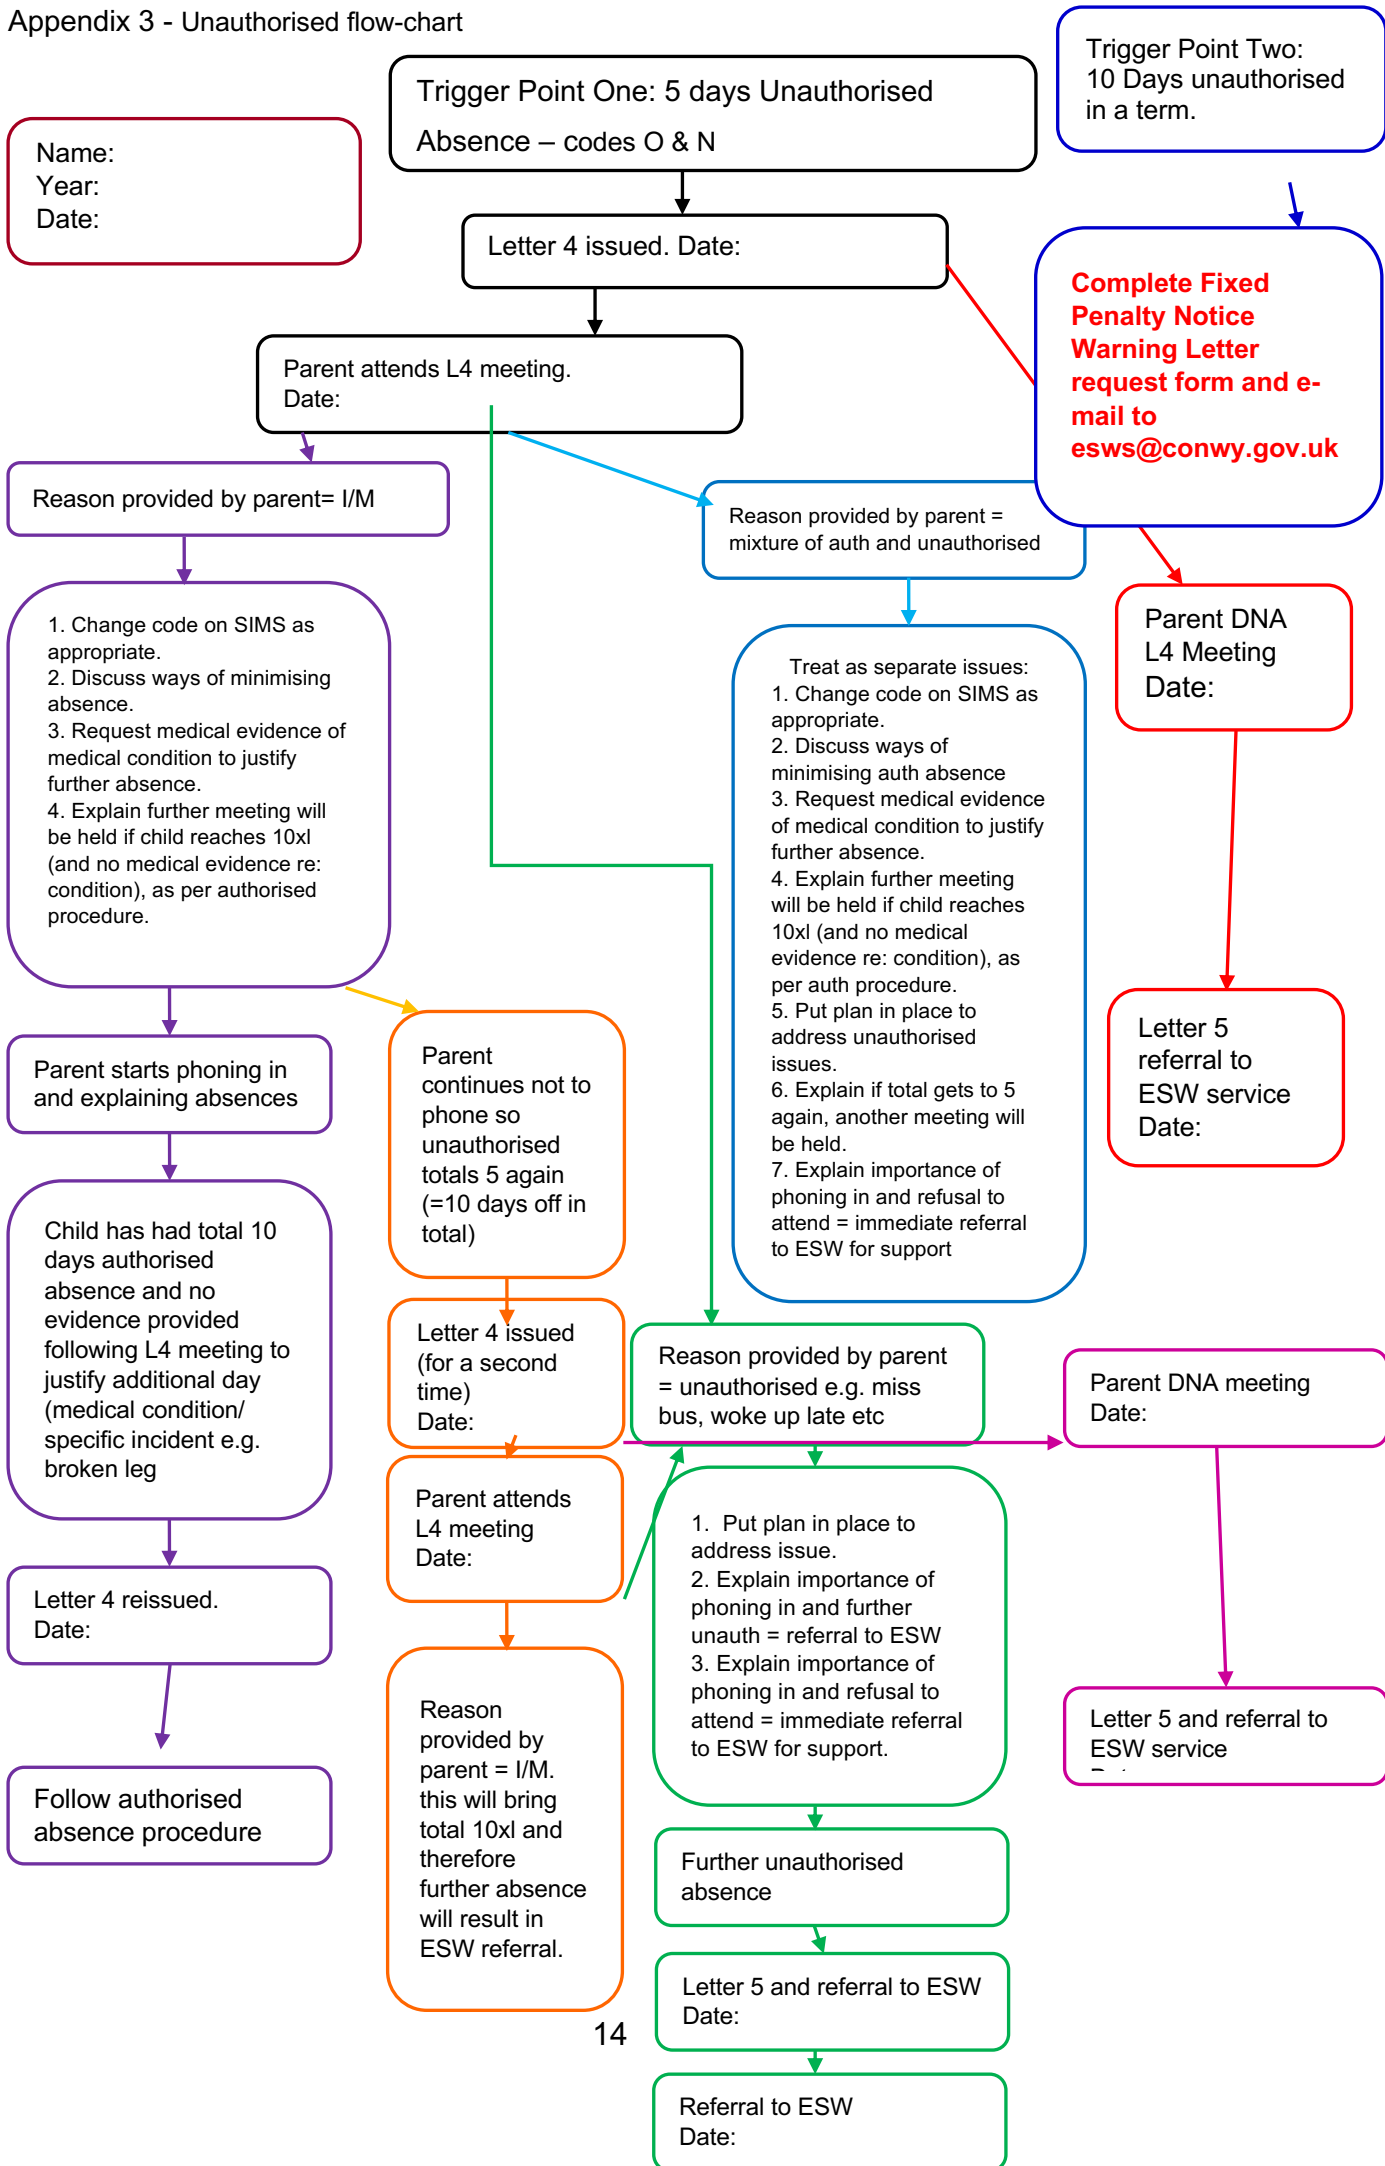 Appendix 3 - Unauthorised flow-chart
Trigger Point Two:
10 Days unauthorised
in a term.
Trigger Point One: 5 days Unauthorised
Absence – codes O & N
Name:
Year:
Date:
Letter 4 issued. Date:
Complete Fixed
Penalty Notice
Warning Letter
request form and e-
mail to
esws@conwy.gov.uk
Parent attends L4 meeting.
Date:
Reason provided by parent= I/M
Reason provided by parent =
mixture of auth and unauthorised
1. Change code on SIMS as
appropriate.
2. Discuss ways of minimising
absence.
3. Request medical evidence of
medical condition to justify
further absence.
4. Explain further meeting will
be held if child reaches 10xl
(and no medical evidence re:
condition), as per authorised
procedure.
Treat as separate issues:
1. Change code on SIMS as
appropriate.
2. Discuss ways of
minimising auth absence
3. Request medical evidence
of medical condition to justify
further absence.
4. Explain further meeting
will be held if child reaches
10xl (and no medical
evidence re: condition), as
per auth procedure.
5. Put plan in place to
address unauthorised
issues.
6. Explain if total gets to 5
again, another meeting will
be held.
7. Explain importance of
phoning in and refusal to
attend = immediate referral
to ESW for support
Parent DNA
L4 Meeting
Date:
Letter 5
referral to
ESW service
Date:
Parent starts phoning in
and explaining absences
Parent
continues not to
phone so
unauthorised
totals 5 again
(=10 days off in
total)
Child has had total 10
days authorised
absence and no
evidence provided
following L4 meeting to
justify additional day
(medical condition/
specific incident e.g.
broken leg
Letter 4 issued
(for a second
time)
Date:
Reason provided by parent
= unauthorised e.g. miss
bus, woke up late etc
Parent DNA meeting
Date:
Parent attends
L4 meeting
Date:
1. Put plan in place to
address issue.
2. Explain importance of
phoning in and further
unauth = referral to ESW
3. Explain importance of
phoning in and refusal to
attend = immediate referral
to ESW for support.
Letter 4 reissued.
Date:
Reason
provided by
parent = I/M.
this will bring
total 10xl and
therefore
further absence
will result in
ESW referral.
Letter 5 and referral to
ESW service
Follow authorised
absence procedure
Further unauthorised
absence
Letter 5 and referral to ESW
Date:
14
Referral to ESW
Date: